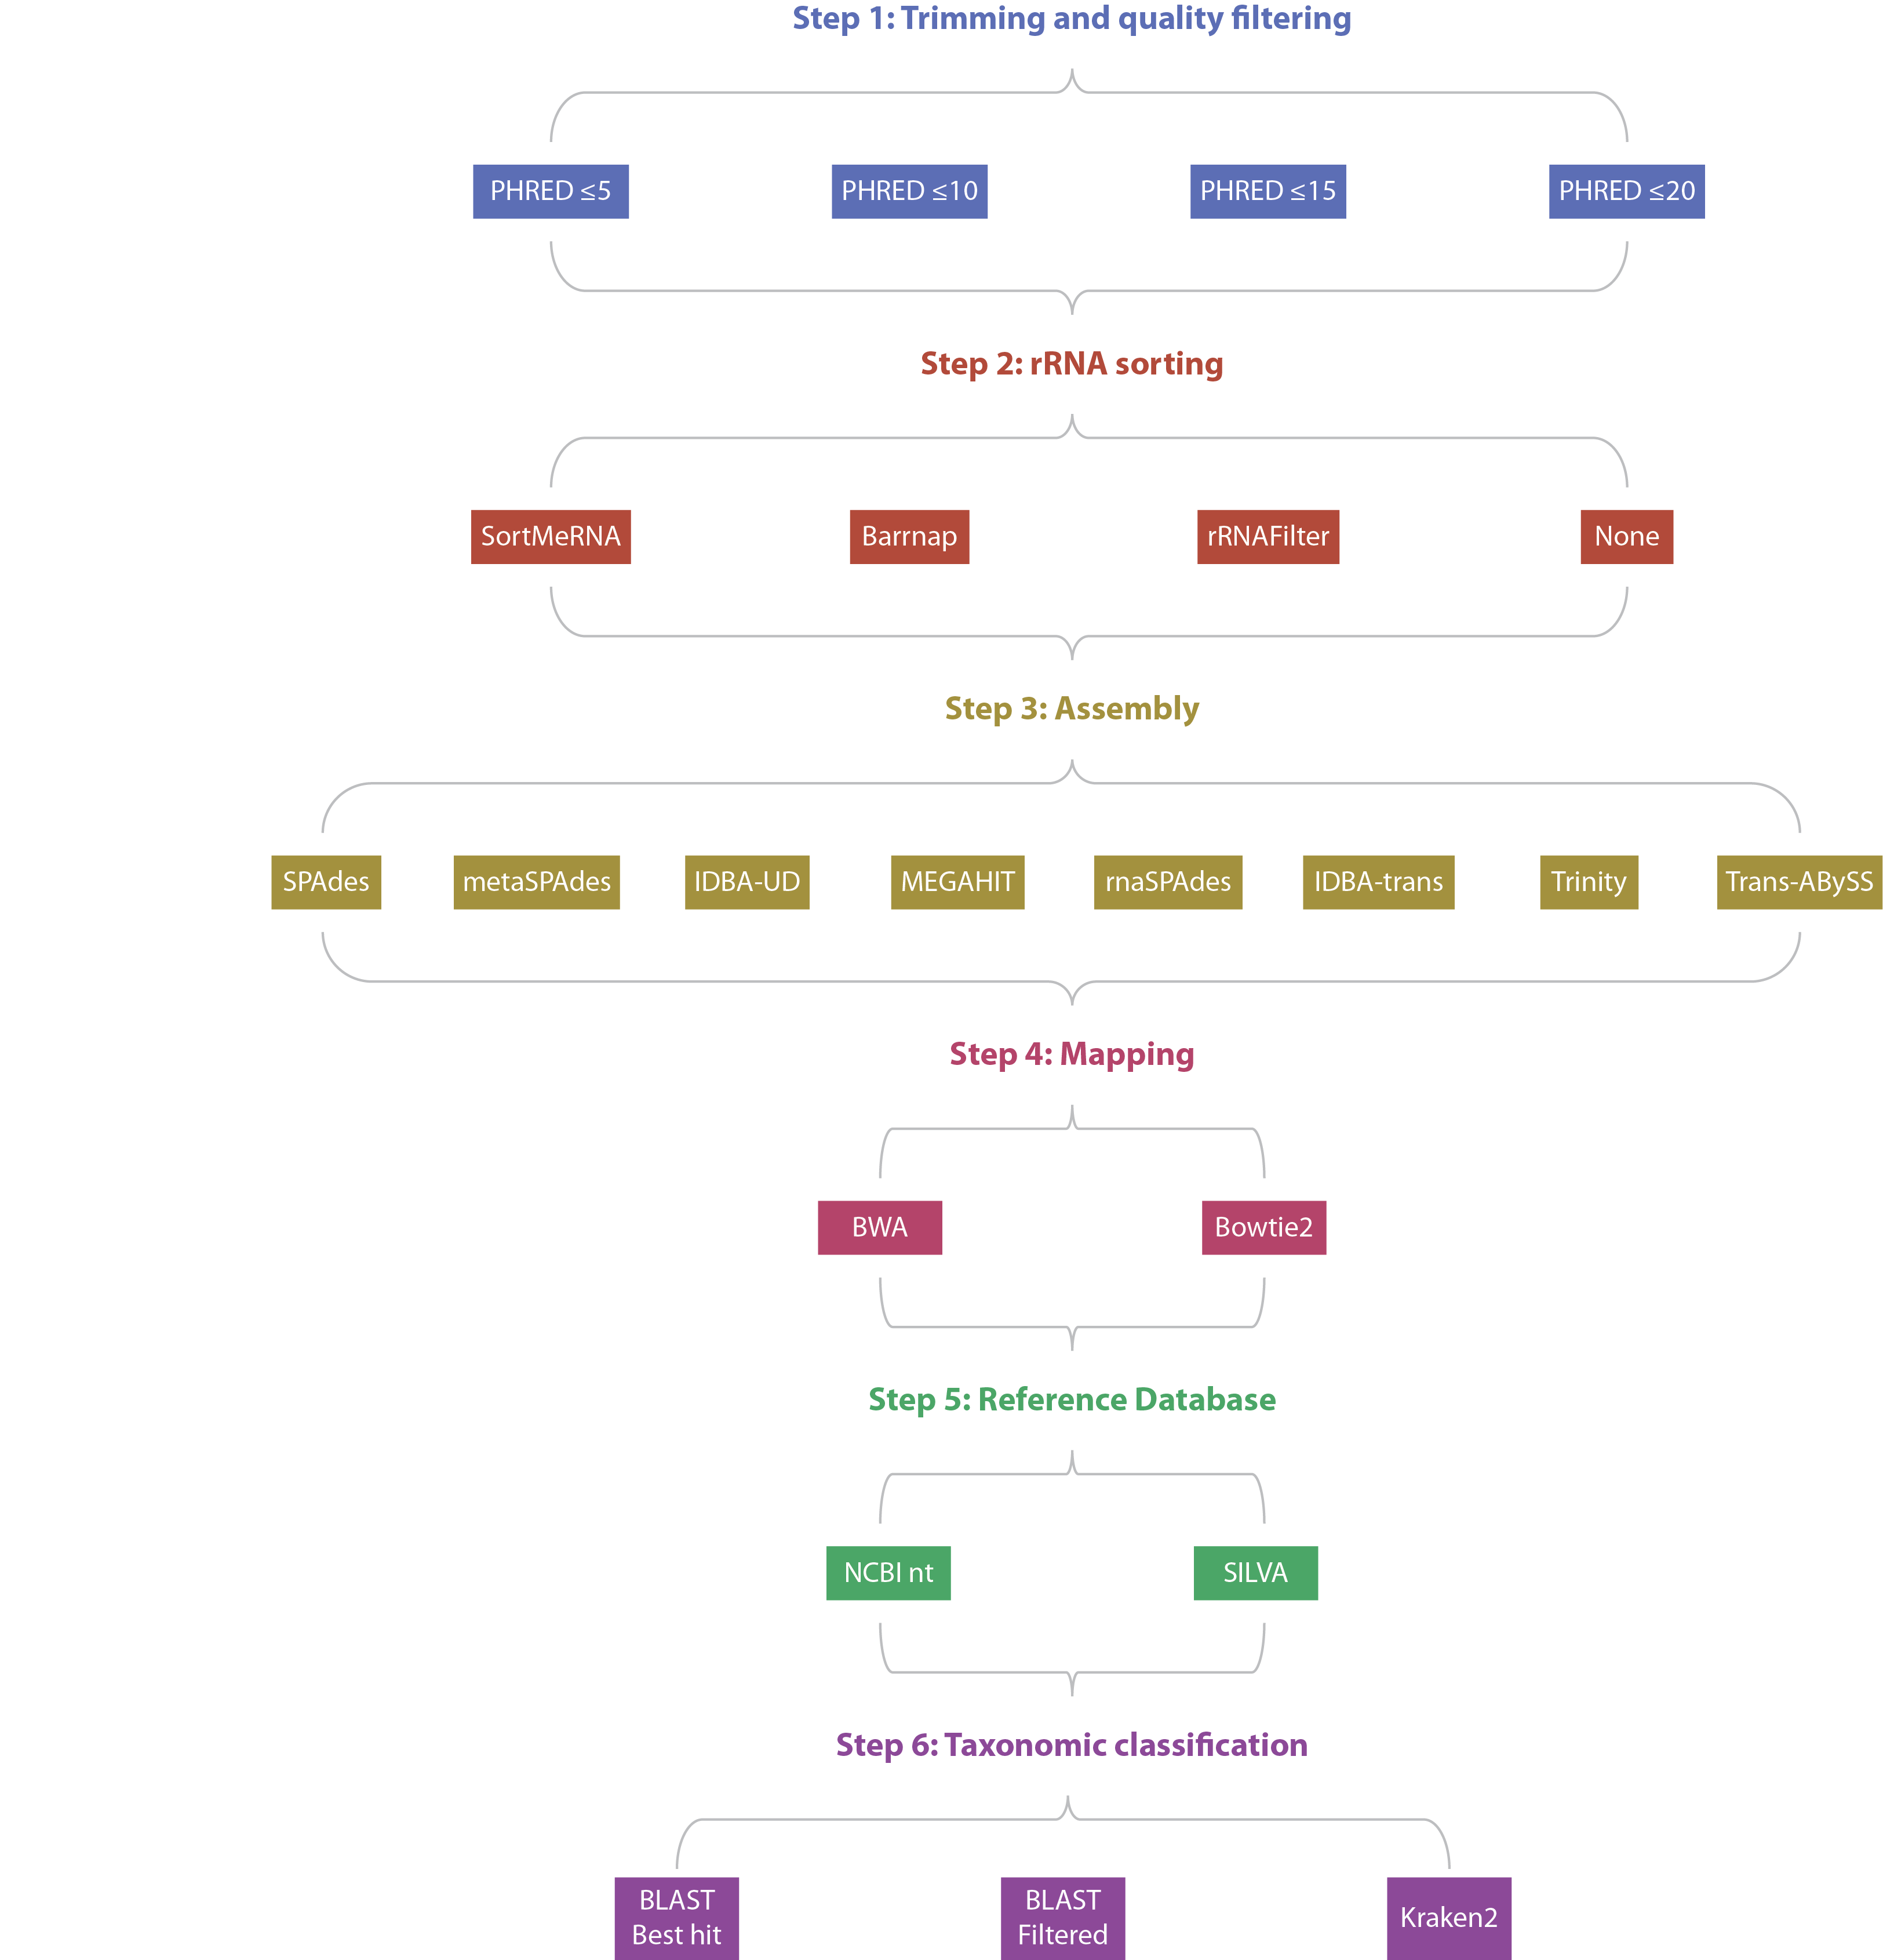 Step 1: Trimming and quality filtering
PHRED ≤5
PHRED ≤10
PHRED ≤15
PHRED ≤20
Step 2: rRNA sorting
SortMeRNA
Barrnap
rRNAFilter
None
Step 3: Assembly
SPAdes
metaSPAdes
IDBA-UD
MEGAHIT
rnaSPAdes
IDBA-trans
Trinity
Trans-ABySS
Step 4: Mapping
BWA
Bowtie2
Step 5: Reference Database
NCBI nt
SILVA
Step 6: Taxonomic classification
BLAST
Best hit
BLAST
Filtered
Kraken2